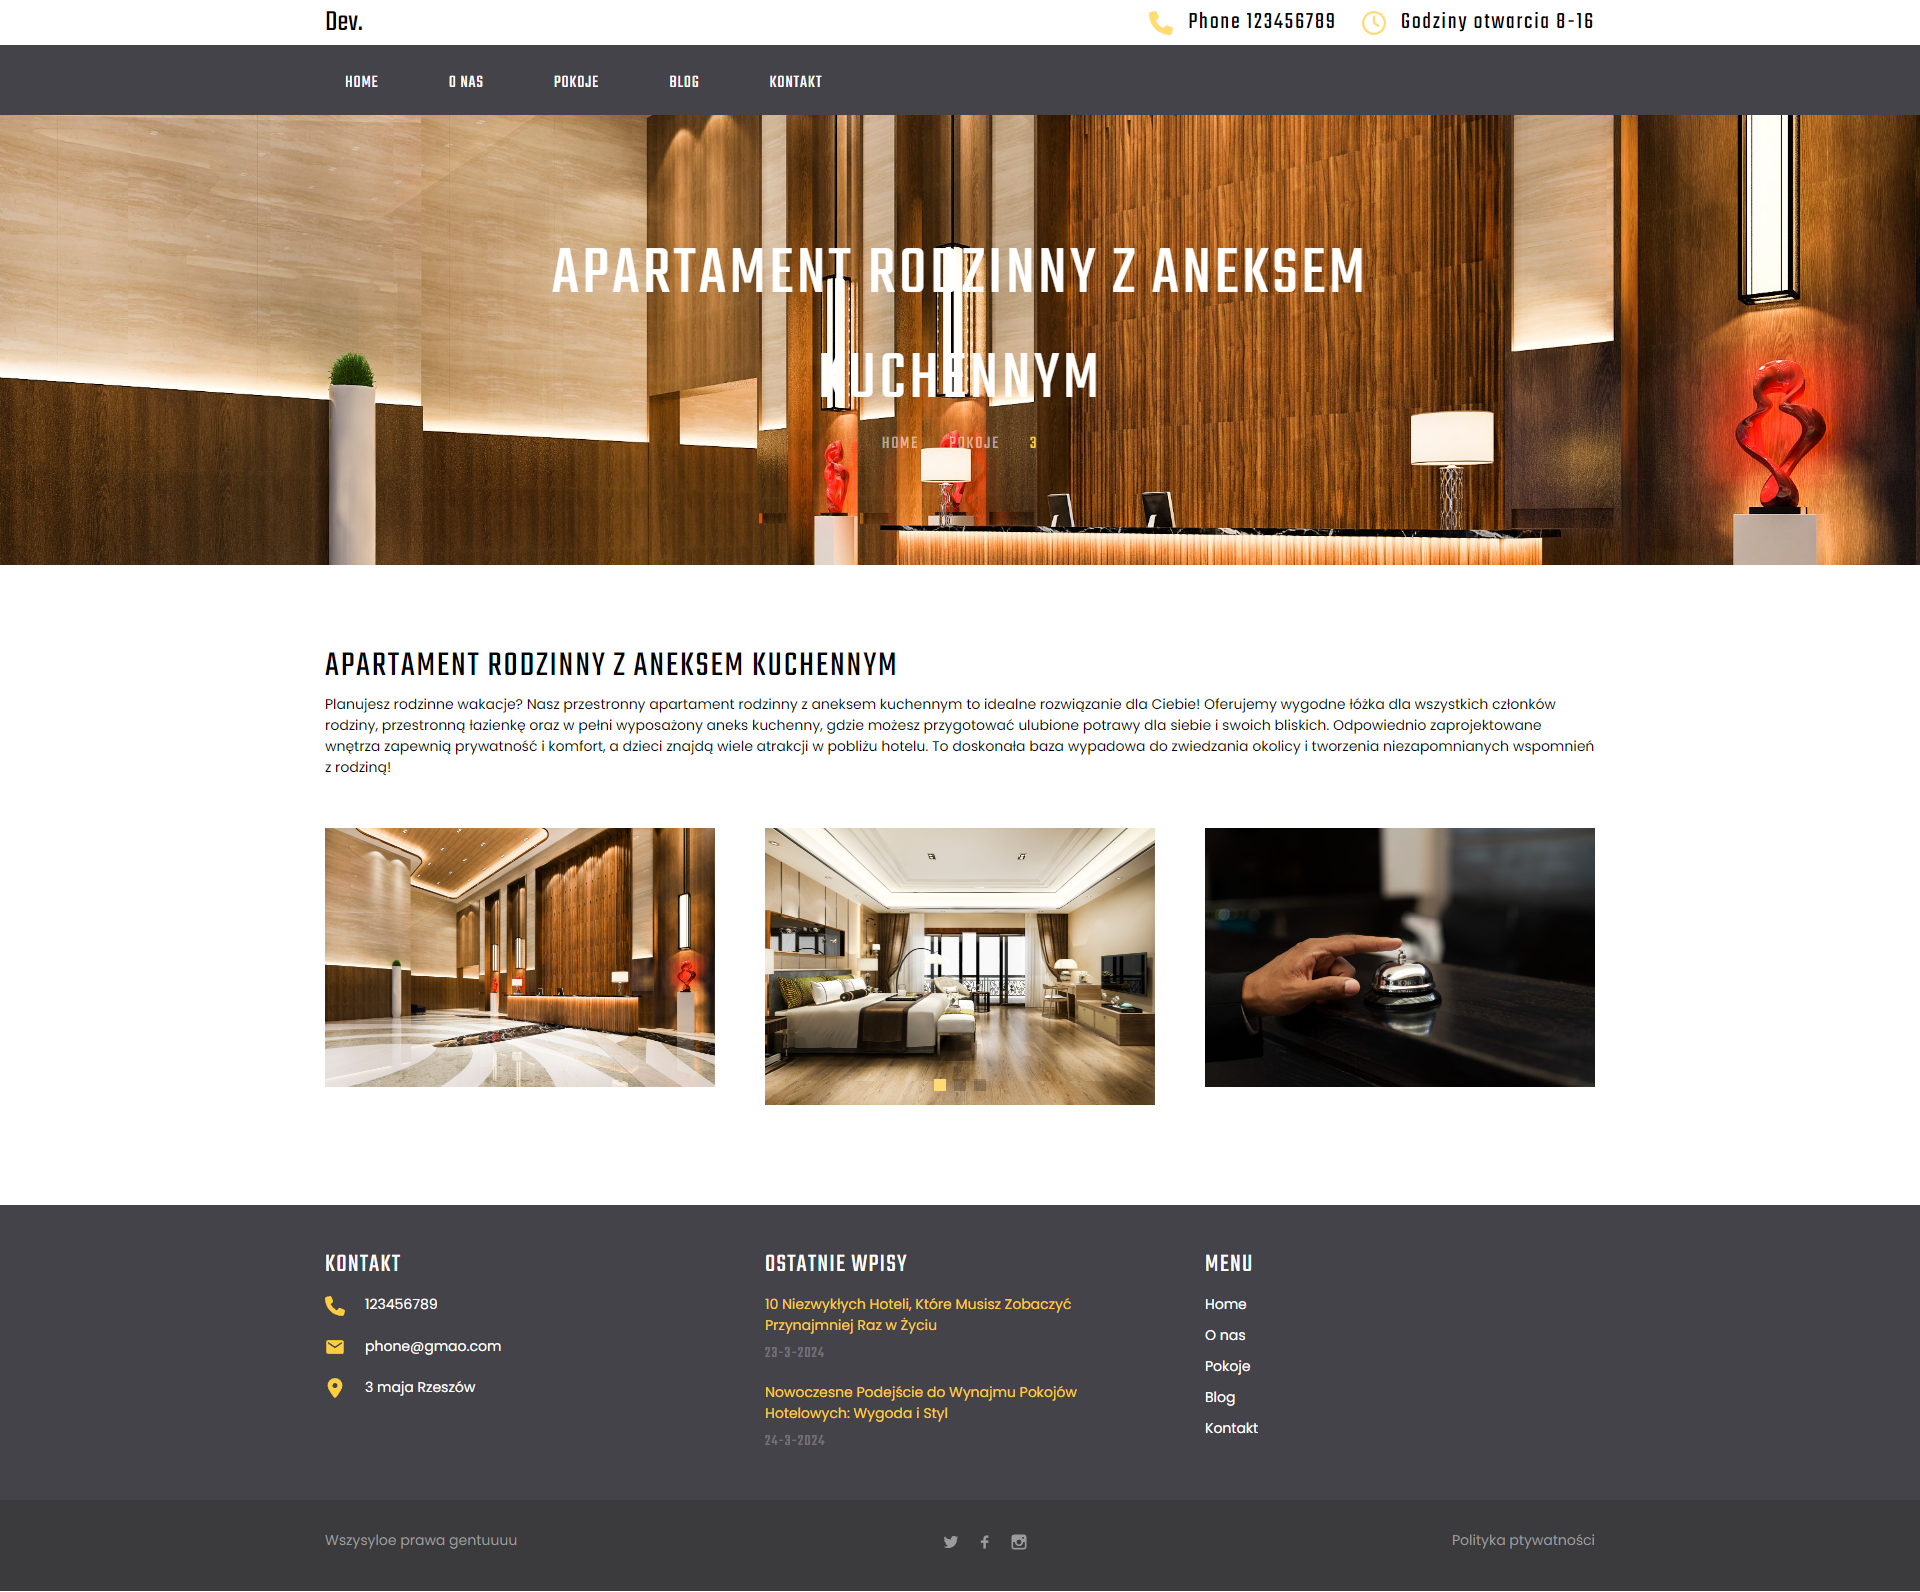 Dev.
Phone 123456789
Godziny otwarcia 8-16
HOME
O NAS
POKOJE
BLOG
KONTAKT
APARTAMENT RODZINNY Z ANEKSEM
KUCHENNYM
HOME
POKOJE
3
APARTAMENT RODZINNY Z ANEKSEM KUCHENNYM
Planujesz rodzinne wakacje? Nasz przestronny apartament rodzinny z aneksem kuchennym to idealne rozwiązanie dla Ciebie! Oferujemy wygodne łóżka dla wszystkich członków
rodziny, przestronną łazienkę oraz w pełni wyposażony aneks kuchenny, gdzie możesz przygotować ulubione potrawy dla siebie i swoich bliskich. Odpowiednio zaprojektowane
wnętrza zapewnią prywatność i komfort, a dzieci znajdą wiele atrakcji w pobliżu hotelu. To doskonała baza wypadowa do zwiedzania okolicy i tworzenia niezapomnianych wspomnień
z rodziną!
KONTAKT
123456789
phone@gmao.com
3 maja Rzeszów
OSTATNIE WPISY
10 Niezwykłych Hoteli, Które Musisz Zobaczyć
Przynajmniej Raz w Życiu
23-3-2024
Nowoczesne Podejście do Wynajmu Pokojów
Hotelowych: Wygoda i Styl
24-3-2024
MENU
Home
O nas
Pokoje
Blog
Kontakt
Wszysyloe prawa gentuuuu
Polityka ptywatności